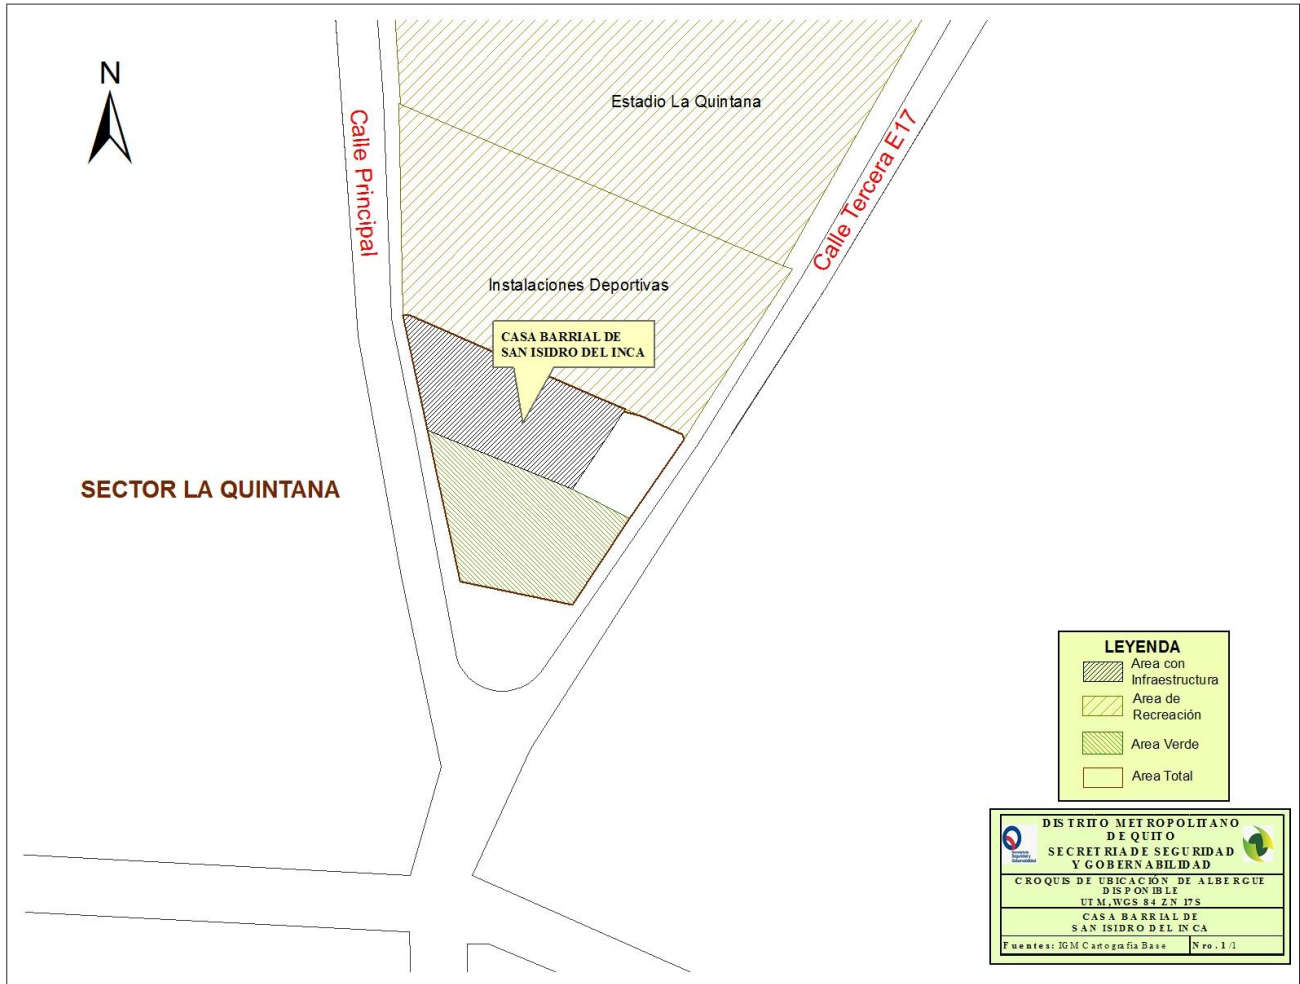 N
Estadio La Quintana
Calle Principal
Calle Tercera E17
Instalaciones Deportivas
CASA BARRIAL DE
SAN ISIDRO DEL INCA
SECTOR LA QUINTANA
LEYENDA
Area con
Infraestructura
Area de
Recreación
Area Verde
Area Total
DISTRITO METROPOLITANO
DE QUITO
SECRETRIA DE SEGURIDAD
Y GOBERNABILIDAD
CROQUIS DE UBICACIÓN DE ALBERGUE
DISPONIBLE
UTM,WGS 84 ZN 17S
CASA BARRIAL DE
SAN ISIDRO DEL INCA
Fuentes: IGM Cartografia Base
Nro. 1 /1